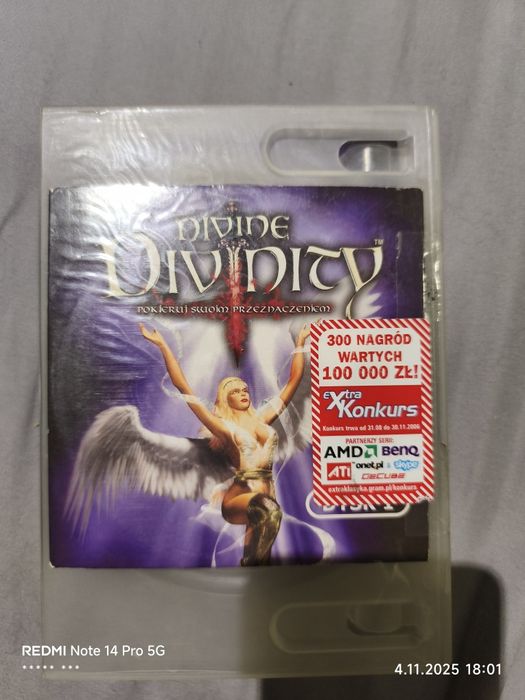 DIVINE
DIVINITY™
POKIERUJ SWOIM PRZEZNACZENIEM
300 NAGRÓD
WARTYCH
100 000 ZŁ!
eXtra
Konkurs
Konkurs trwa od 31.08 do 30.11.2006
PARTNERZY SERII:
AMD BenQ
ATI onet.pl skype
GECUBE
extraklasyka.gram.pl/konkurs
DYSK 1
REDMI Note 14 Pro 5G
4.11.2025 18:01